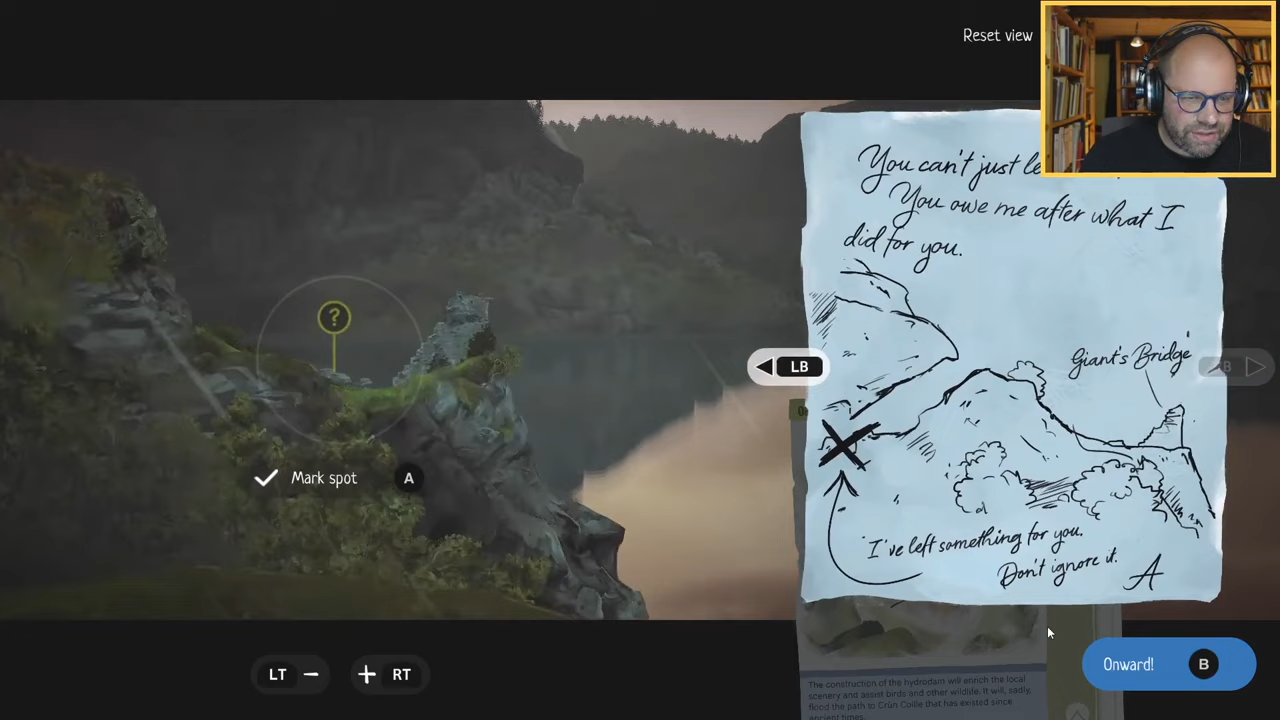 Reset view
You can't just
You owe me after what I
did for you.
Giant's Bridge
LB
?
Mark spot A
I've left something for you.
Don't ignore it.
A
LT
RT
Onward! B
The construction of the hydrodam will enrich the local
scenery and assist birds and other wildlife. It will, sadly,
flood the path to Crùn Coille that has existed since
ancient times.